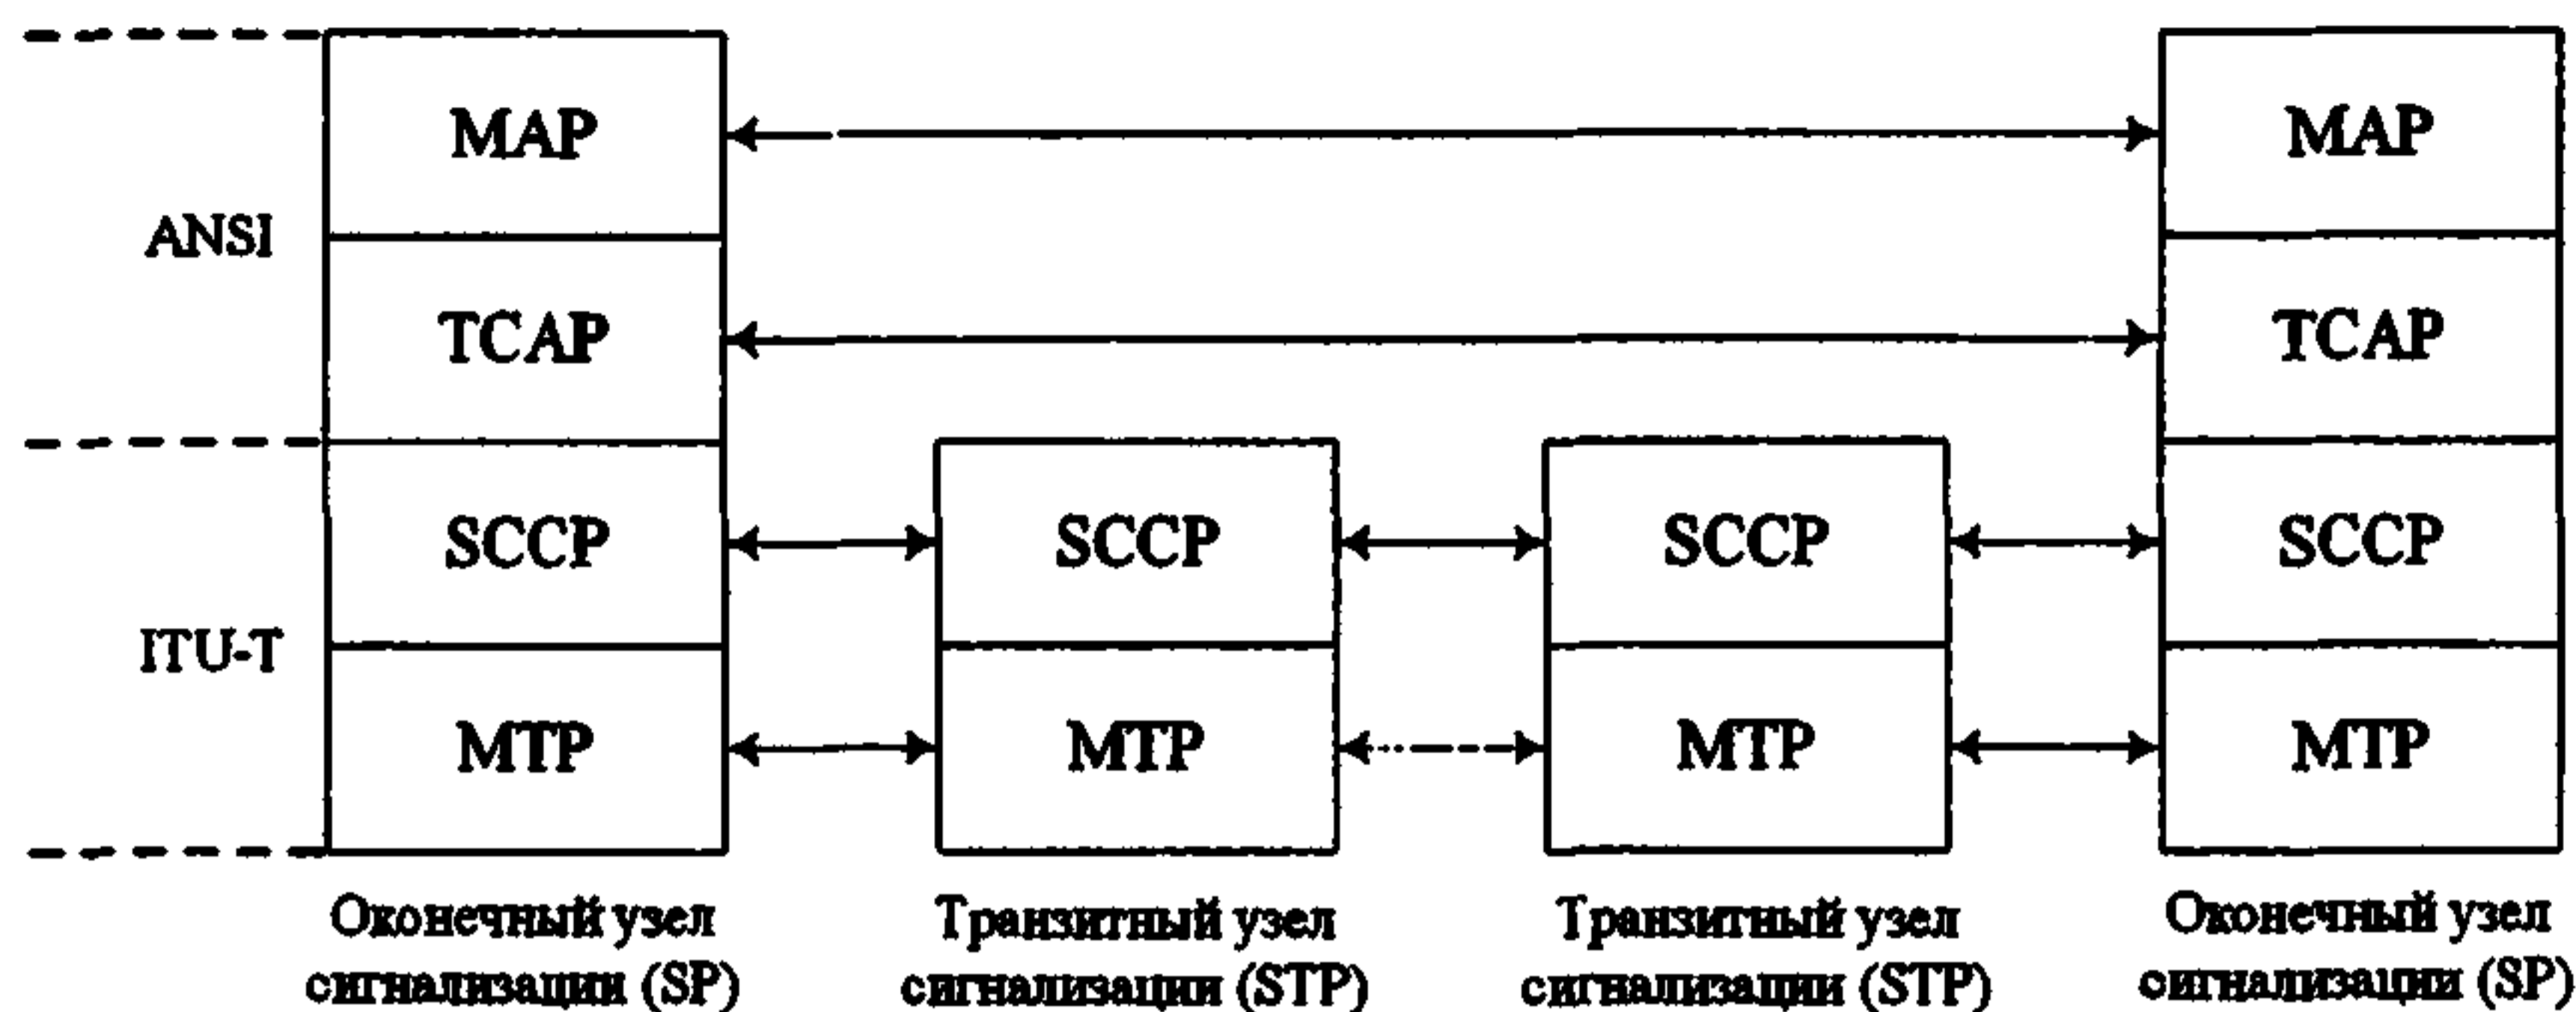 MAP
MAP
ANSI
TCAP
TCAP
SCCP
SCCP
SCCP
SCCP
ITU-T
MTP
MTP
MTP
MTP
Оконечный узел
сигнализации (SP)
Транзитный узел
сигнализации (STP)
Транзитный узел
сигнализации (STP)
Оконечный узел
сигнализации (SP)